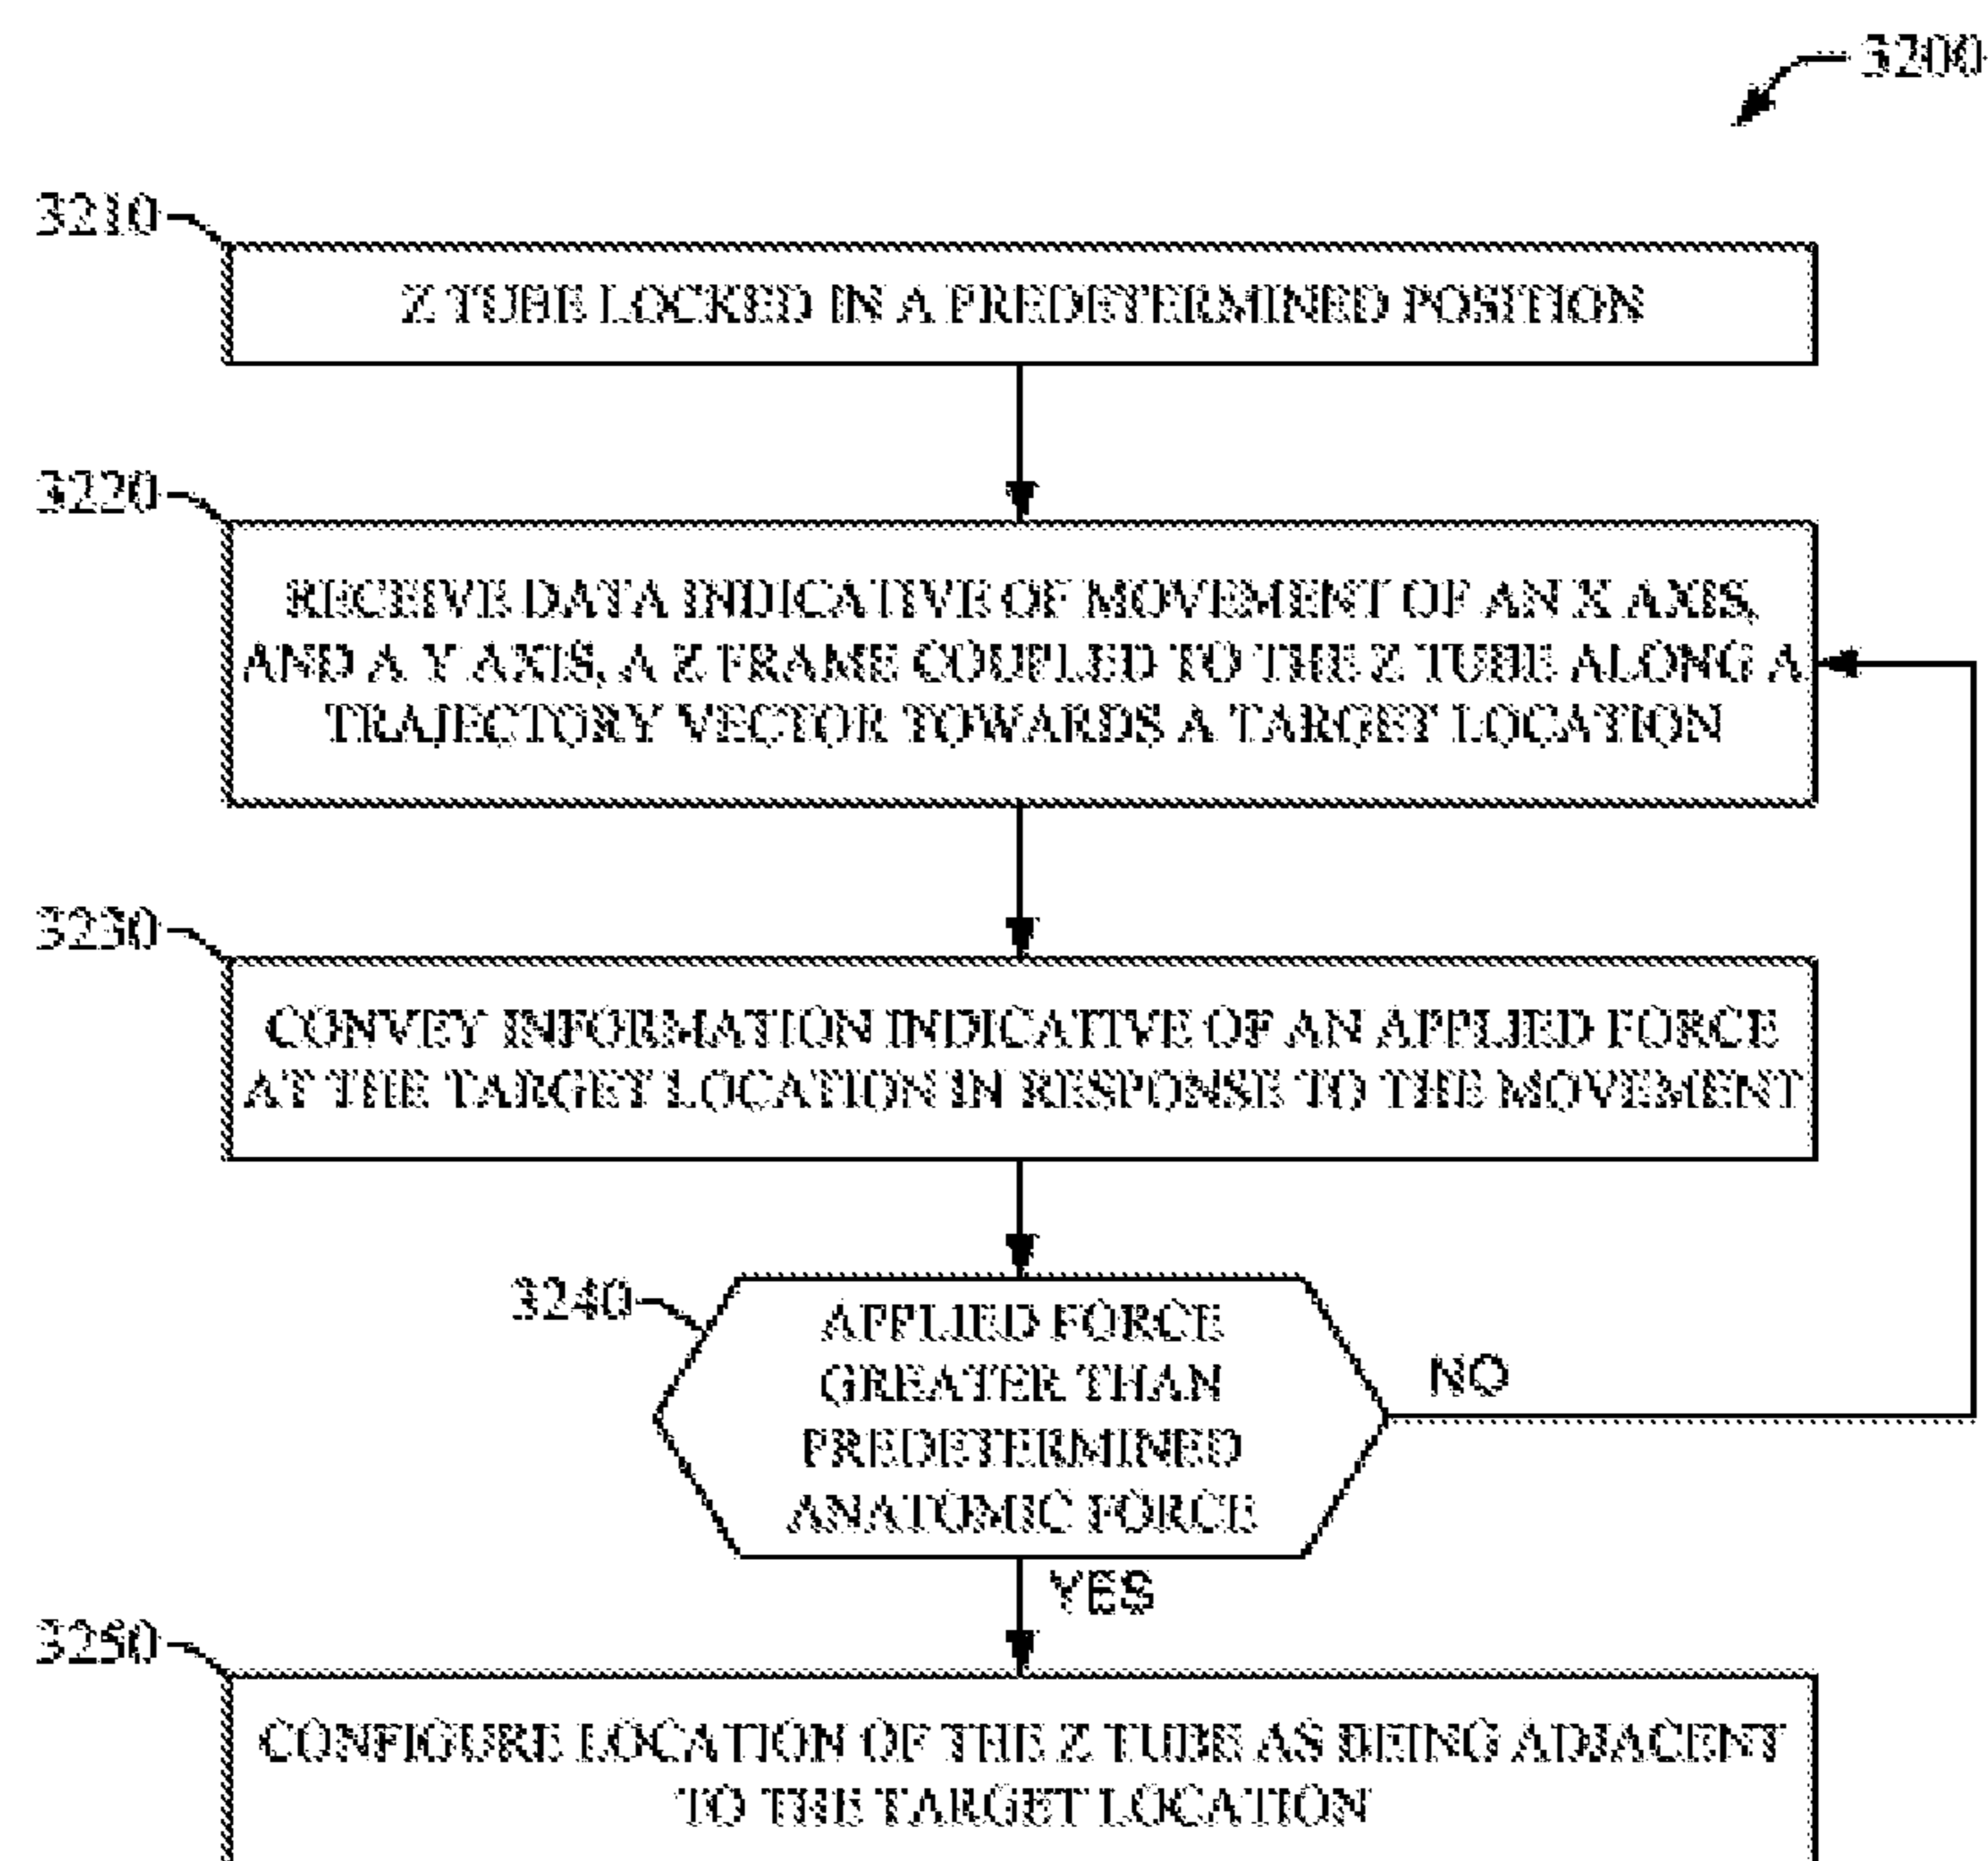 3200
3210
Z TUBE LOCKED IN A PREDETERMINED POSITION
3220
RECEIVE DATA INDICATIVE OF MOVEMENT OF AN X AXIS,
AND A Y AXIS, A Z FRAME COUPLED TO THE Z TUBE ALONG A
TRAJECTORY VECTOR TOWARDS A TARGET LOCATION
3230
CONVEY INFORMATION INDICATIVE OF AN APPLIED FORCE
AT THE TARGET LOCATION IN RESPONSE TO THE MOVEMENT
3240
APPLIED FORCE
GREATER THAN
PREDETERMINED
ANATOMIC FORCE
NO
YES
3250
CONFIGURE LOCATION OF THE Z TUBE AS BEING ADJACENT
TO THE TARGET LOCATION